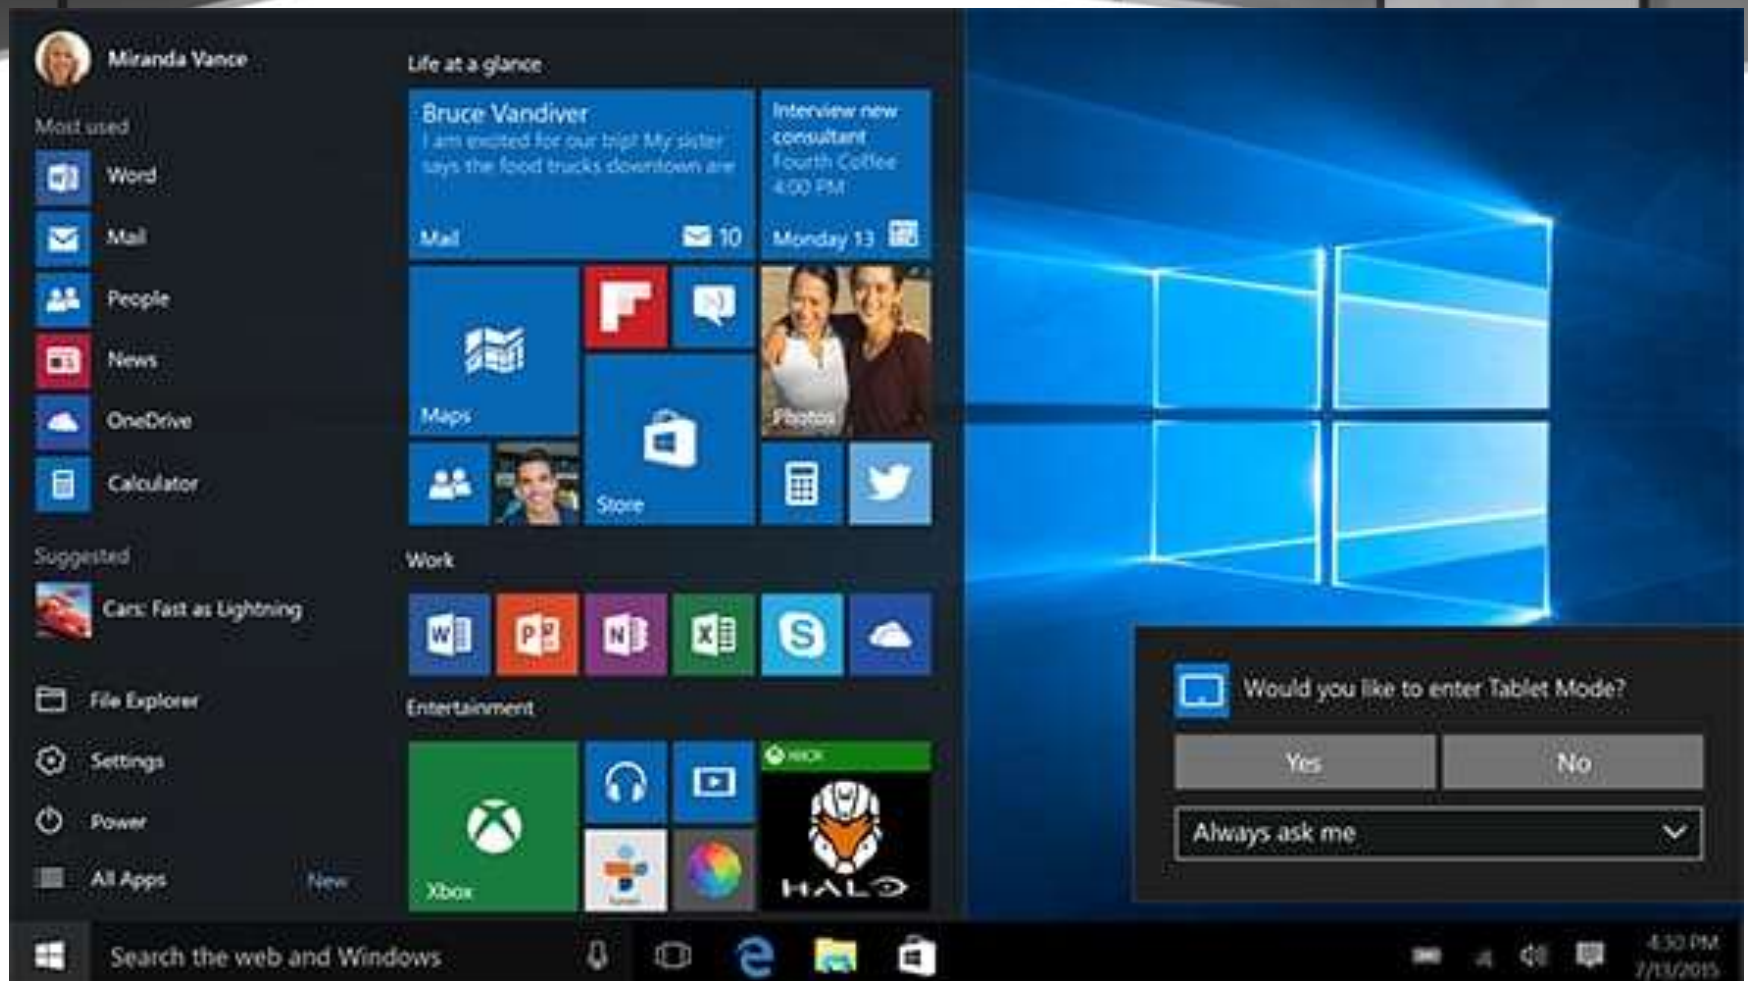 Miranda Vance
Most used
Word
Mail
People
News
OneDrive
Calculator
Suggested
Cars: Fast as Lightning
File Explorer
Settings
Power
All Apps
New
Life at a glance
Bruce Vandiver
I am excited for our trip! My sister
says the food trucks downtown are
Mail
10
Interview new
consultant
Fourth Coffee
4:00 PM
Monday 13
Maps
Store
Photos
Work
W
P
N
X
S
Entertainment
Xbox
XBOX
HALO
Would you like to enter Tablet Mode?
Yes
No
Always ask me
Search the web and Windows
4:30 PM
7/13/2015